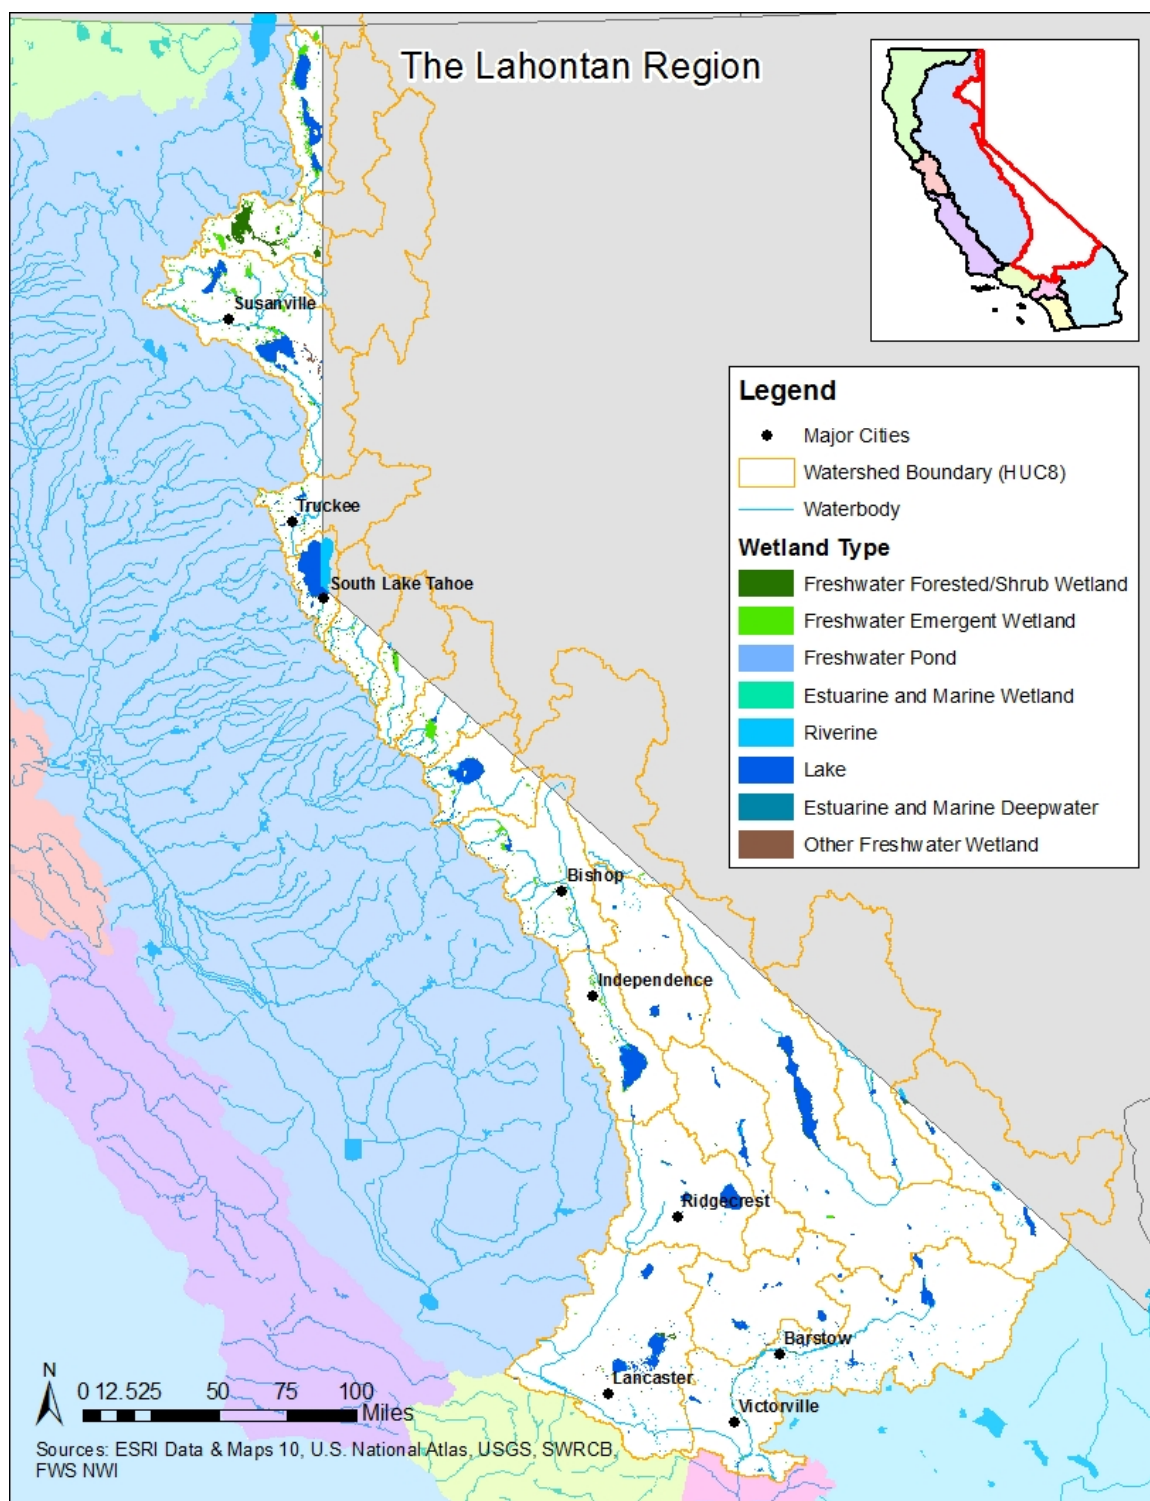 The Lahontan Region
Legend
Major Cities
Watershed Boundary (HUC8)
Waterbody
Wetland Type
Freshwater Forested/Shrub Wetland
Freshwater Emergent Wetland
Freshwater Pond
Estuarine and Marine Wetland
Riverine
Lake
Estuarine and Marine Deepwater
Other Freshwater Wetland
Susanville
Truckee
South Lake Tahoe
Bishop
Independence
Ridgecrest
Barstow
Lancaster
Victorville
N
0 12.525 50 75 100
Miles
Sources: ESRI Data & Maps 10, U.S. National Atlas, USGS, SWRCB,
FWS NWI